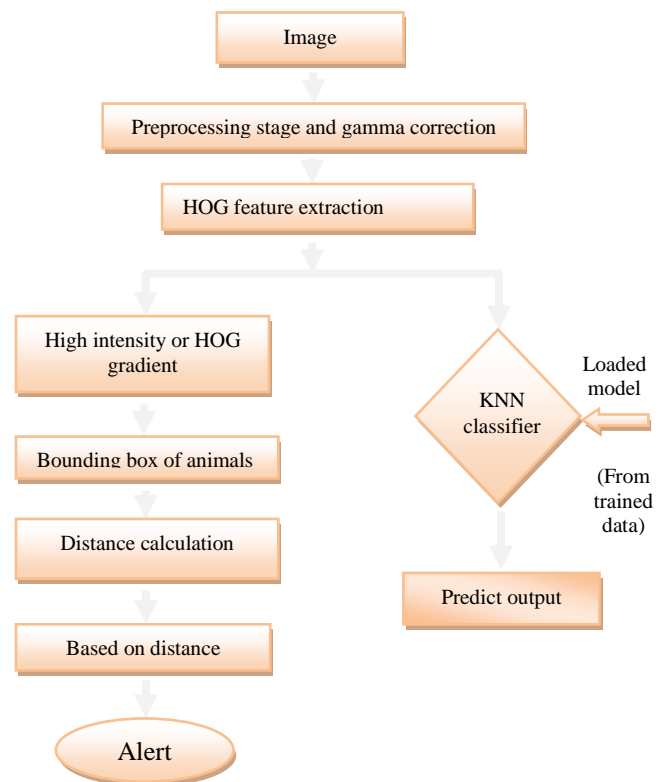 Image
Preprocessing stage and gamma correction
HOG feature extraction
High intensity or HOG
gradient
Bounding box of animals
Distance calculation
Based on distance
Alert
KNN
classifier
Loaded
model
(From
trained
data)
Predict output